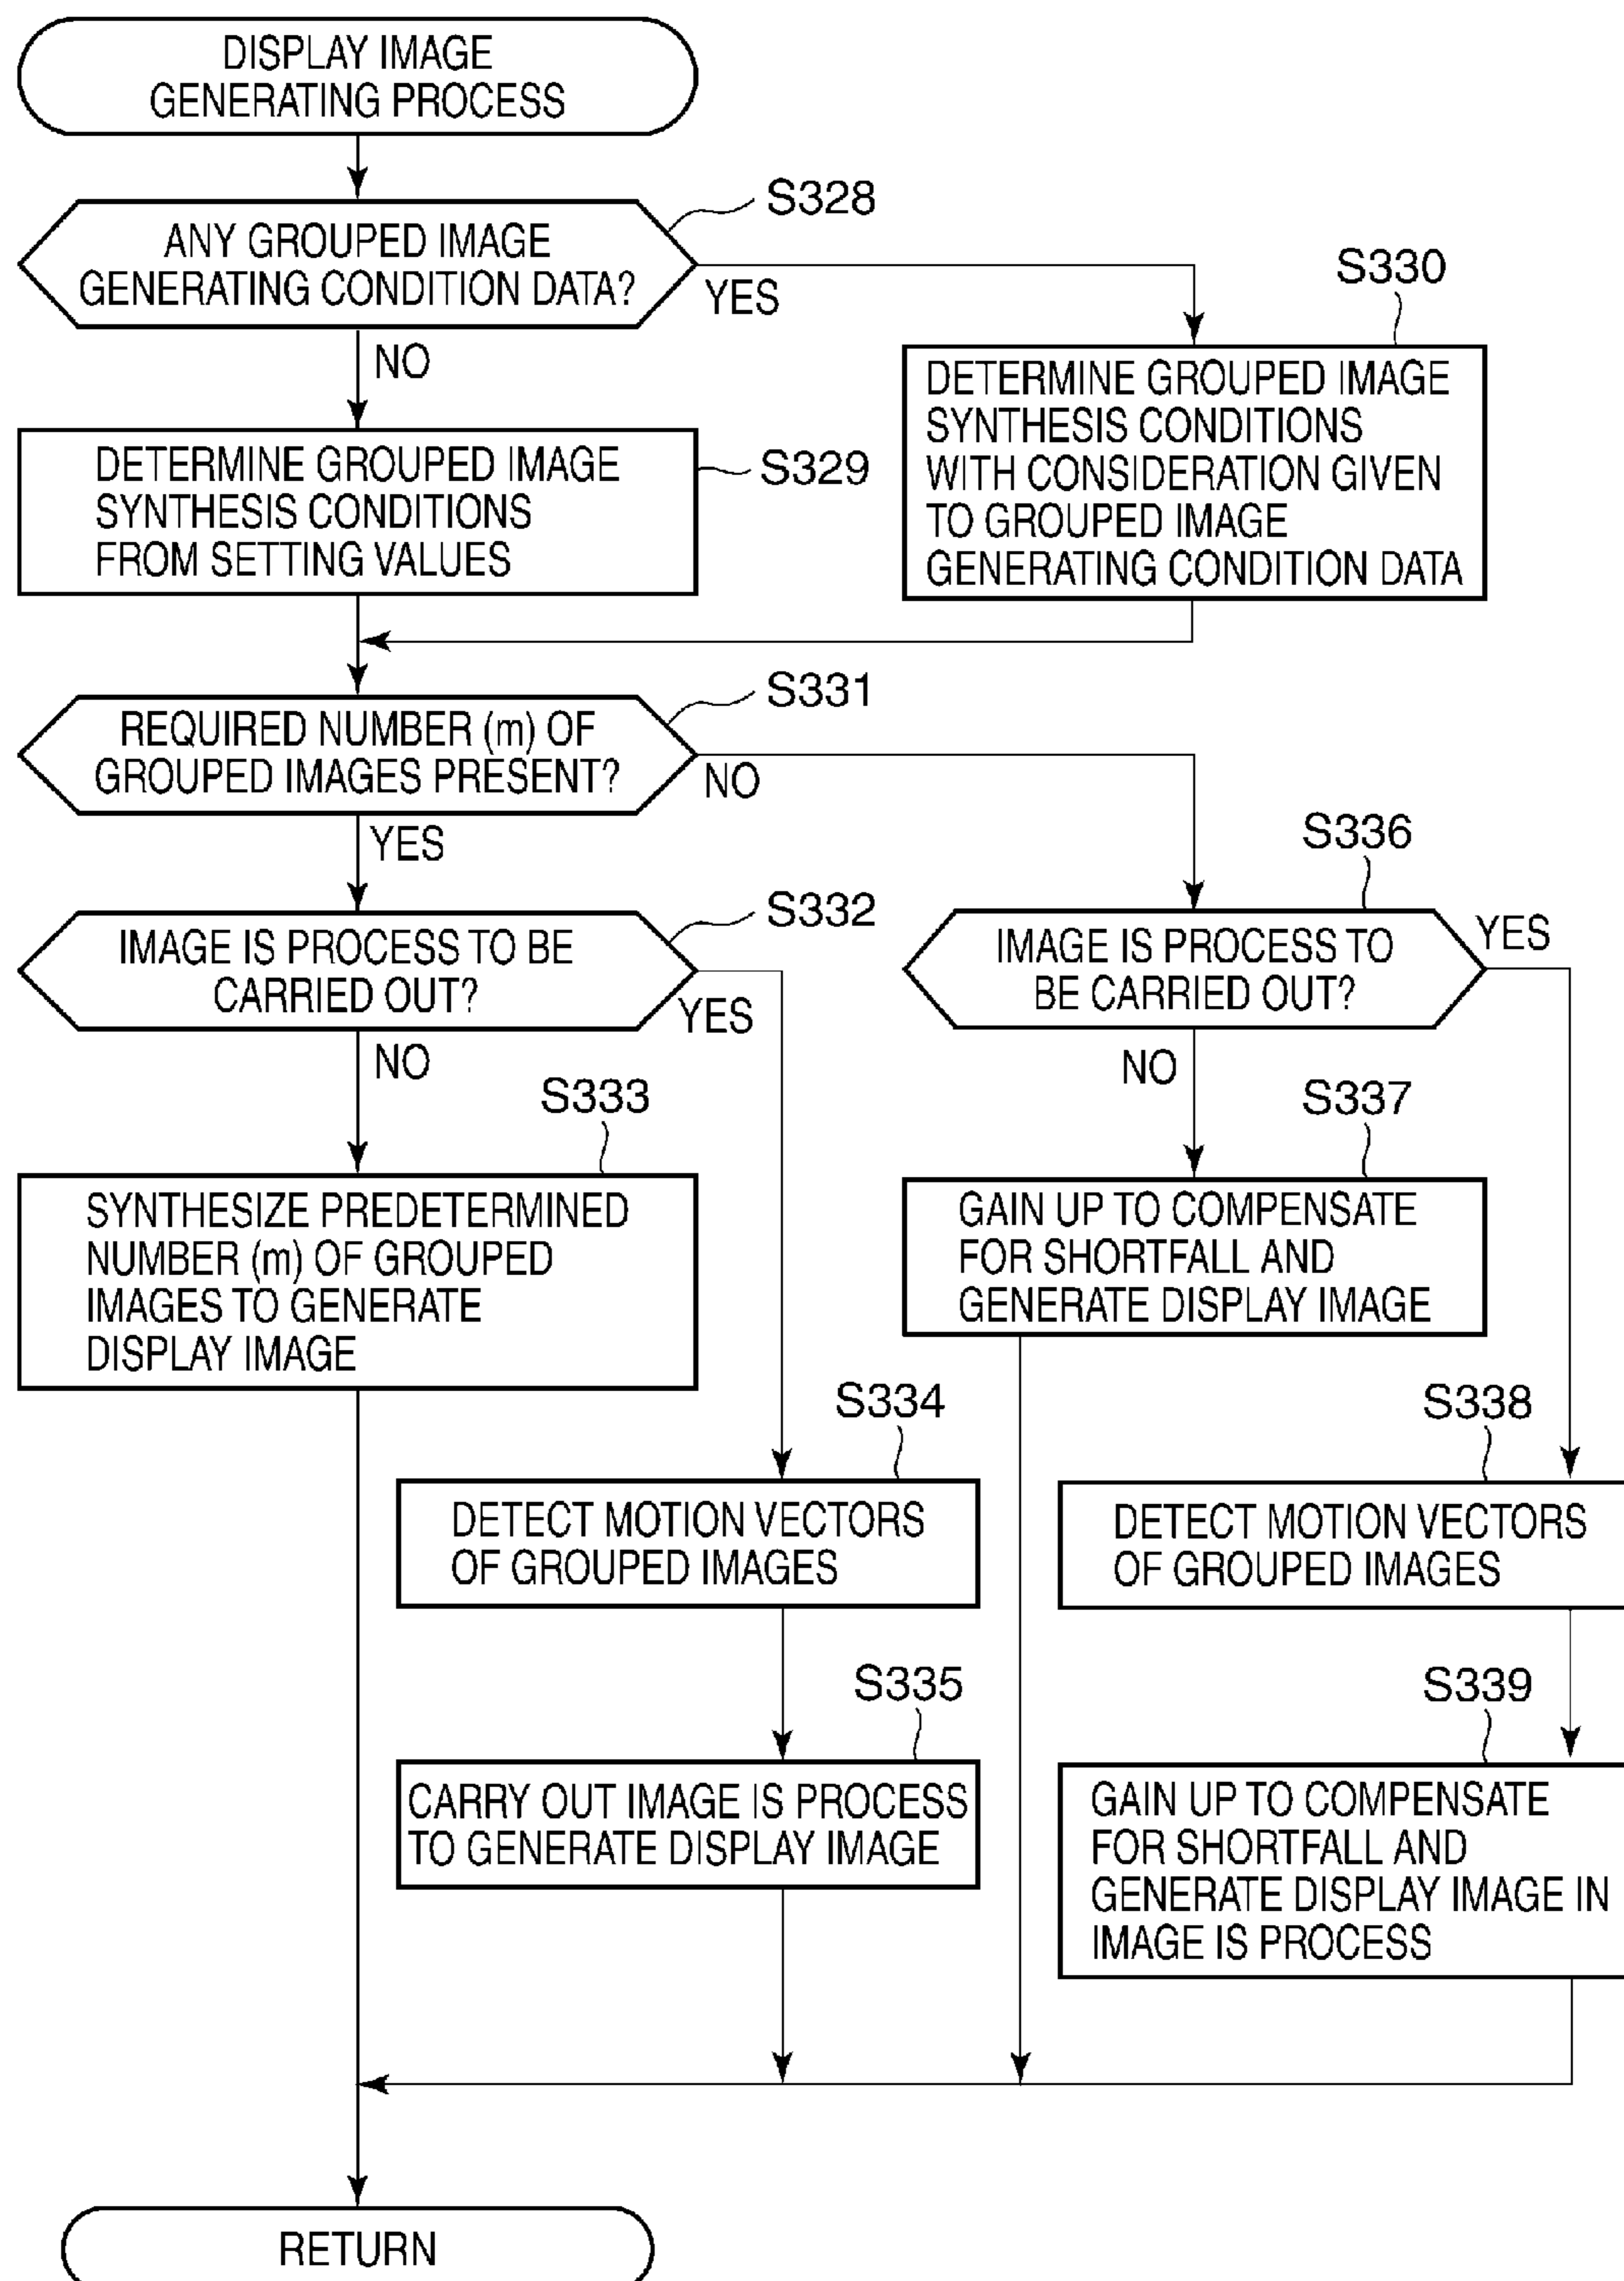 DISPLAY IMAGE
GENERATING PROCESS
S328
ANY GROUPED IMAGE
GENERATING CONDITION DATA?
YES
NO
S330
DETERMINE GROUPED IMAGE
SYNTHESIS CONDITIONS
WITH CONSIDERATION GIVEN
TO GROUPED IMAGE
GENERATING CONDITION DATA
S329
DETERMINE GROUPED IMAGE
SYNTHESIS CONDITIONS
FROM SETTING VALUES
S331
REQUIRED NUMBER (m) OF
GROUPED IMAGES PRESENT?
NO
YES
S332
IMAGE IS PROCESS TO BE
CARRIED OUT?
YES
NO
S336
IMAGE IS PROCESS TO
BE CARRIED OUT?
YES
NO
S333
SYNTHESIZE PREDETERMINED
NUMBER (m) OF GROUPED
IMAGES TO GENERATE
DISPLAY IMAGE
S337
GAIN UP TO COMPENSATE
FOR SHORTFALL AND
GENERATE DISPLAY IMAGE
S334
DETECT MOTION VECTORS
OF GROUPED IMAGES
S338
DETECT MOTION VECTORS
OF GROUPED IMAGES
S335
CARRY OUT IMAGE IS PROCESS
TO GENERATE DISPLAY IMAGE
S339
GAIN UP TO COMPENSATE
FOR SHORTFALL AND
GENERATE DISPLAY IMAGE IN
IMAGE IS PROCESS
RETURN